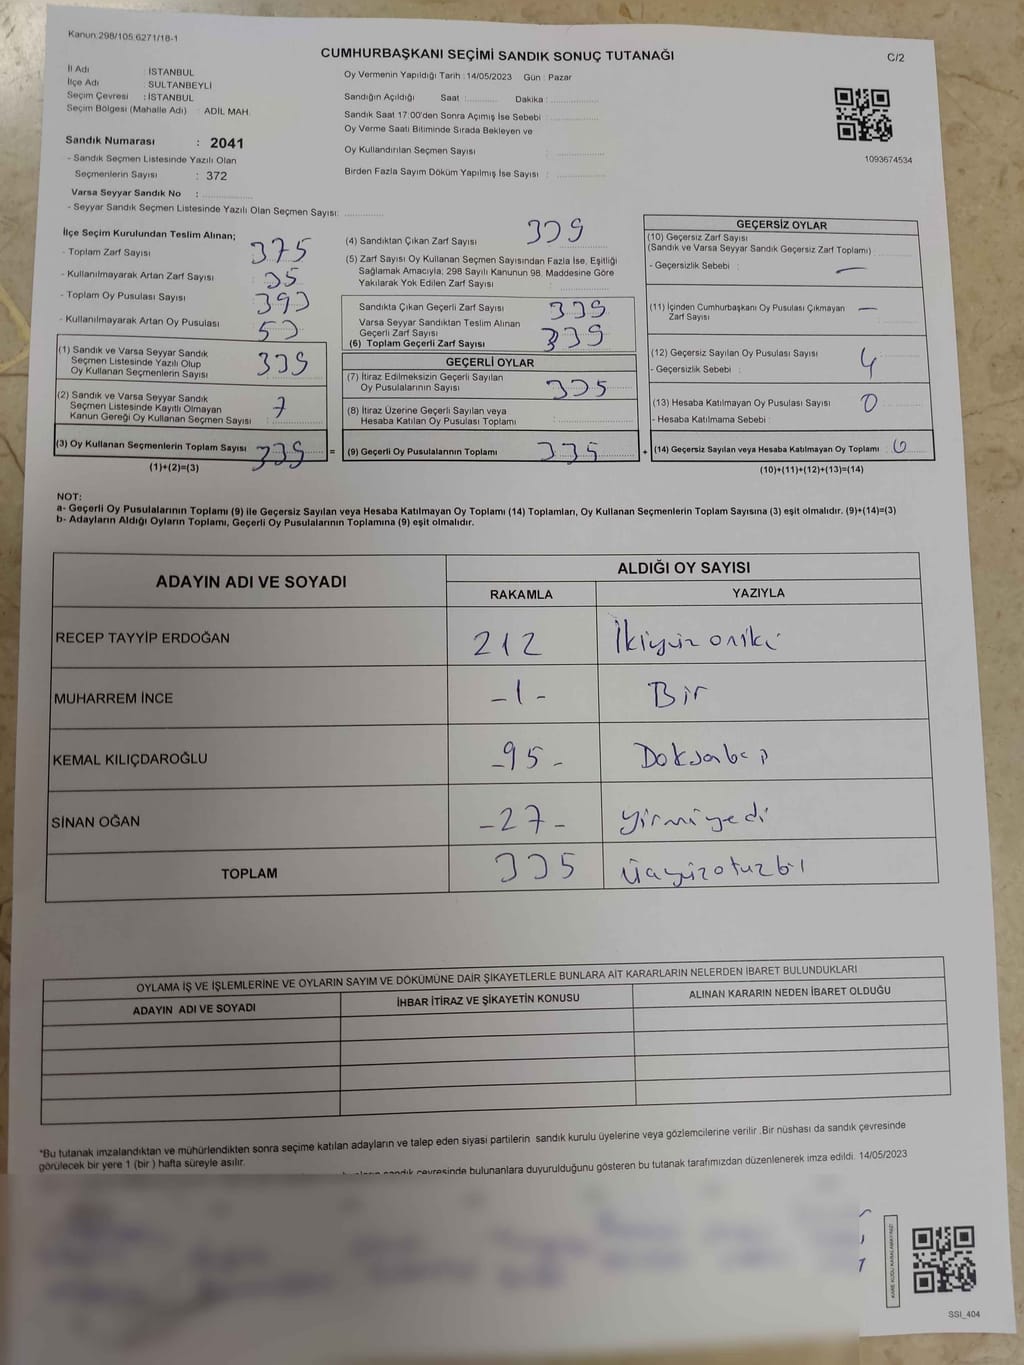 Kanun:298/105.6271/18-1
CUMHURBAŞKANI SEÇİMİ SANDIK SONUÇ TUTANAĞI
C/2
İl Adı : İSTANBUL
İlçe Adı : SULTANBEYLİ
Seçim Çevresi : İSTANBUL
Seçim Bölgesi (Mahalle Adı) : ADİL MAH.
Sandık Numarası : 2041
- Sandık Seçmen Listesinde Yazılı Olan
Seçmenlerin Sayısı : 372
Varsa Seyyar Sandık No :
- Seyyar Sandık Seçmen Listesinde Yazılı Olan Seçmen Sayısı:
Oy Vermenin Yapıldığı Tarih :14/05/2023 Gün : Pazar
Sandığın Açıldığı Saat : Dakika :
Sandık Saat 17:00'den Sonra Açımış İse Sebebi :
Oy Verme Saati Bitiminde Sırada Bekleyen ve
Oy Kullandırılan Seçmen Sayısı :
Birden Fazla Sayım Döküm Yapılmış İse Sayısı :
1093674534
İlçe Seçim Kurulundan Teslim Alınan;
- Toplam Zarf Sayısı : 375
- Kullanılmayarak Artan Zarf Sayısı : 35
- Toplam Oy Pusulası Sayısı : 393
- Kullanılmayarak Artan Oy Pusulası : 53
(1) Sandık ve Varsa Seyyar Sandık
Seçmen Listesinde Yazılı Olup
Oy Kullanan Seçmenlerin Sayısı : 339
(2) Sandık ve Varsa Seyyar Sandık
Seçmen Listesinde Kayıtlı Olmayan
Kanun Gereği Oy Kullanan Seçmen Sayısı :
(3) Oy Kullanan Seçmenlerin Toplam Sayısı : 339
(1)+(2)=(3)
(4) Sandıktan Çıkan Zarf Sayısı : 339
(5) Zarf Sayısı Oy Kullanan Seçmen Sayısından Fazla İse, Eşitliği
Sağlamak Amacıyla; 298 Sayılı Kanunun 98. Maddesine Göre
Yakılarak Yok Edilen Zarf Sayısı :
Sandıkta Çıkan Geçerli Zarf Sayısı : 339
Varsa Seyyar Sandıktan Teslim Alınan
Geçerli Zarf Sayısı :
(6) Toplam Geçerli Zarf Sayısı : 339
GEÇERLİ OYLAR
(7) İtiraz Edilmeksizin Geçerli Sayılan
Oy Pusulalarının Sayısı : 335
(8) İtiraz Üzerine Geçerli Sayılan veya
Hesaba Katılan Oy Pusulası Toplamı :
= (9) Geçerli Oy Pusulalarının Toplamı : 335
GEÇERSİZ OYLAR
(10) Geçersiz Zarf Sayısı
(Sandık ve Varsa Seyyar Sandık Geçersiz Zarf Toplamı) :
- Geçersizlik Sebebi : —
(11) İçinden Cumhurbaşkanı Oy Pusulası Çıkmayan —
Zarf Sayısı :
(12) Geçersiz Sayılan Oy Pusulası Sayısı : 4
- Geçersizlik Sebebi :
(13) Hesaba Katılmayan Oy Pusulası Sayısı : 0
- Hesaba Katılmama Sebebi :
+ (14) Geçersiz Sayılan veya Hesaba Katılmayan Oy Toplamı :
(10)+(11)+(12)+(13)=(14)
NOT:
a- Geçerli Oy Pusulalarının Toplamı (9) ile Geçersiz Sayılan veya Hesaba Katılmayan Oy Toplamı (14) Toplamları, Oy Kullanan Seçmenlerin Toplam Sayısına (3) eşit olmalıdır. (9)+(14)=(3)
b- Adayların Aldığı Oyların Toplamı, Geçerli Oy Pusulalarının Toplamına (9) eşit olmalıdır.
ADAYIN ADI VE SOYADI
ALDIĞI OY SAYISI
RAKAMLA YAZIYLA
RECEP TAYYİP ERDOĞAN 212 İkiyüz oniki
MUHARREM İNCE -1- Bir
KEMAL KILIÇDAROĞLU -95- Doksanbeş
SİNAN OĞAN -27- yirmiyedi
TOPLAM 335
OYLAMA İŞ VE İŞLEMLERİNE VE OYLARIN SAYIM VE DÖKÜMÜNE DAİR ŞİKAYETLERLE BUNLARA AİT KARARLARIN NELERDEN İBARET BULUNDUKLARI
ADAYIN ADI VE SOYADI
İHBAR İTİRAZ VE ŞİKAYETİN KONUSU
ALINAN KARARIN NEDEN İBARET OLDUĞU
*Bu tutanak imzalandıktan ve mühürlendikten sonra seçime katılan adayların ve talep eden siyasi partilerin sandık kurulu üyelerine veya gözlemcilerine verilir .Bir nüshası da sandık çevresinde
görülecek bir yere 1 (bir ) hafta süreyle asılır.
sandık çevresinde bulunanlara duyurulduğunu gösteren bu tutanak tarafımızdan düzenlenerek imza edildi. 14/05/2023
KARE KODU KARALAMAYINIZ!
SSI_404